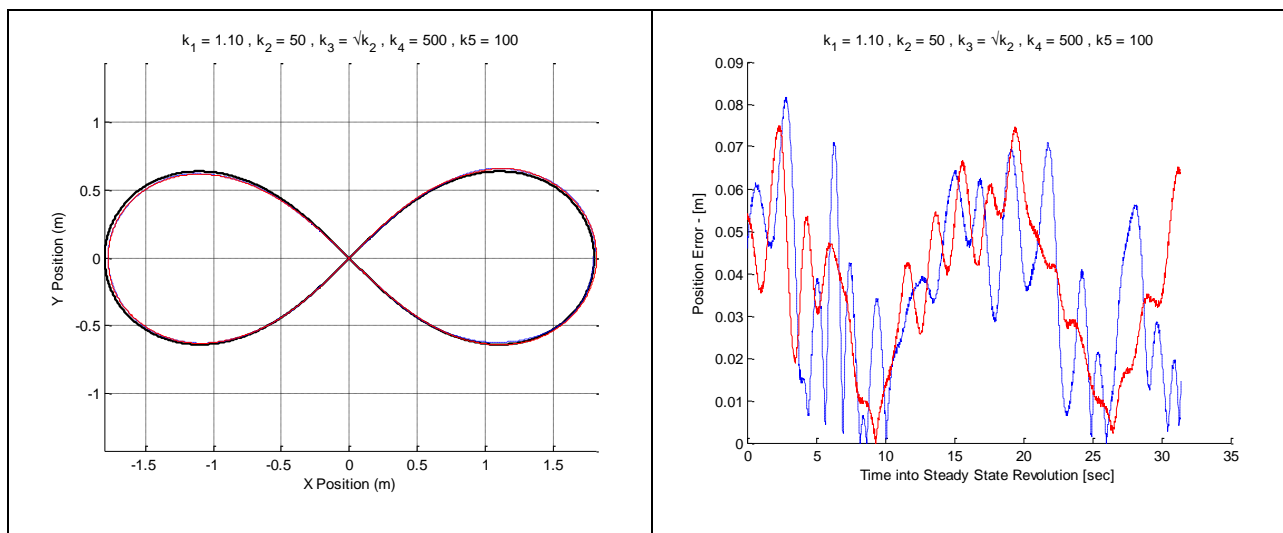 k1 = 1.10 , k2 = 50 , k3 = √k2, k4 = 500 , k5 = 100
1
0.5
0
-0.5
-1
Y Position (m)
-1.5 -1 -0.5 0 0.5 1 1.5
X Position (m)
k1 = 1.10 , k2 = 50 , k3 = √k2, k4 = 500 , k5 = 100
0.09
0.08
0.07
0.06
0.05
0.04
0.03
0.02
0.01
0
Position Error - [m]
0 5 10 15 20 25 30 35
Time into Steady State Revolution [sec]